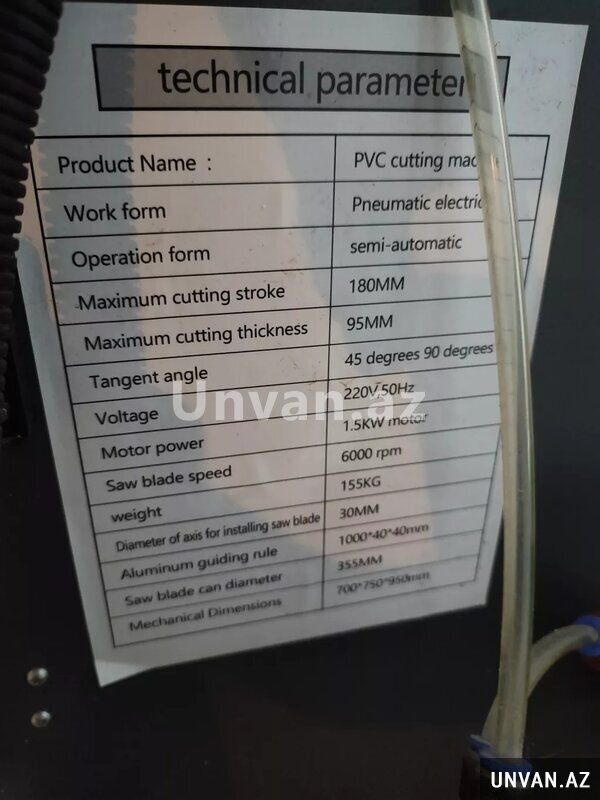 technical parameter
Product Name : PVC cutting
Work form Pneumatic electric
Operation form semi-automatic
Maximum cutting stroke 180MM
Maximum cutting thickness 95MM
Tangent angle 45 degrees 90 degrees
Voltage 220V,50Hz
Motor power 1.5KW motor
Saw blade speed 6000 rpm
weight 155KG
Diameter of axis for installing saw blade 30MM
Aluminum guiding rule 1000*40*40mm
Saw blade can diameter 355MM
Mechanical Dimensions 700*750*950mm
Unvan.az
UNVAN.AZ